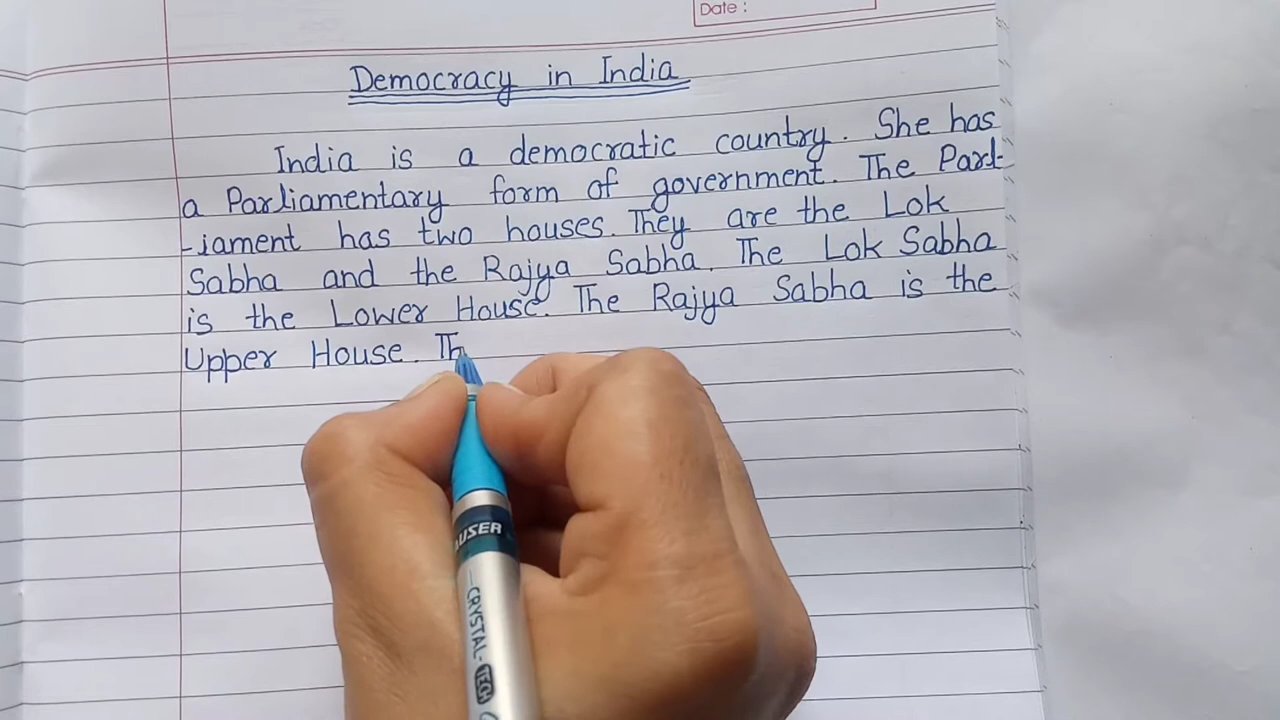 Date :
Democracy in India
India is a democratic country. She has
a Parliamentary form of government. The Parl-
-iament has two houses. They are the Lok
Sabha and the Rajya Sabha. The Lok Sabha
is the Lower House. The Rajya Sabha is the
Upper House. Th
CRYSTAL-
TECH